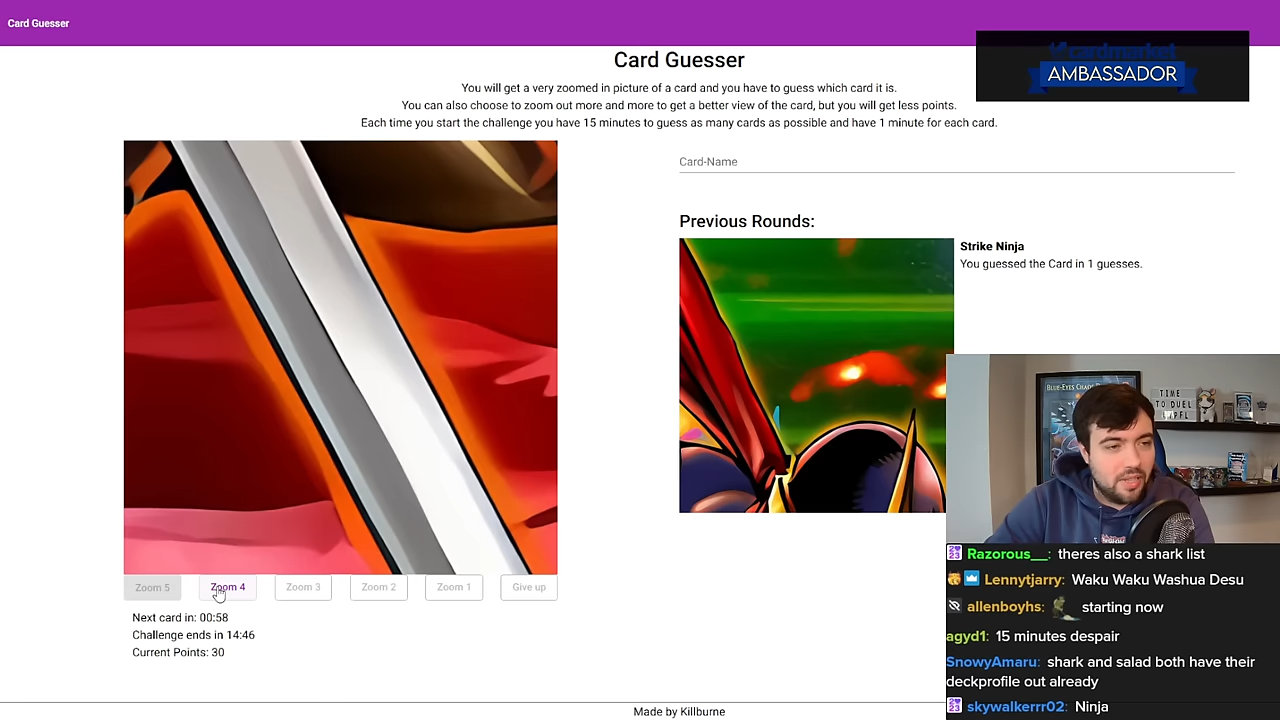 Card Guesser
cardmarket
AMBASSADOR
Card Guesser
You will get a very zoomed in picture of a card and you have to guess which card it is.
You can also choose to zoom out more and more to get a better view of the card, but you will get less points.
Each time you start the challenge you have 15 minutes to guess as many cards as possible and have 1 minute for each card.
Card-Name
Previous Rounds:
Strike Ninja
You guessed the Card in 1 guesses.
Zoom 5
Zoom 4
Zoom 3
Zoom 2
Zoom 1
Give up
Next card in: 00:58
Challenge ends in 14:46
Current Points: 30
TIME
TO DUEL
Razorous__: theres also a shark list
Lennytjarry: Waku Waku Washua Desu
allenboyhs: starting now
agyd1: 15 minutes despair
SnowyAmaru: shark and salad both have their
deckprofile out already
skywalkerrr02: Ninja
Made by Killburne